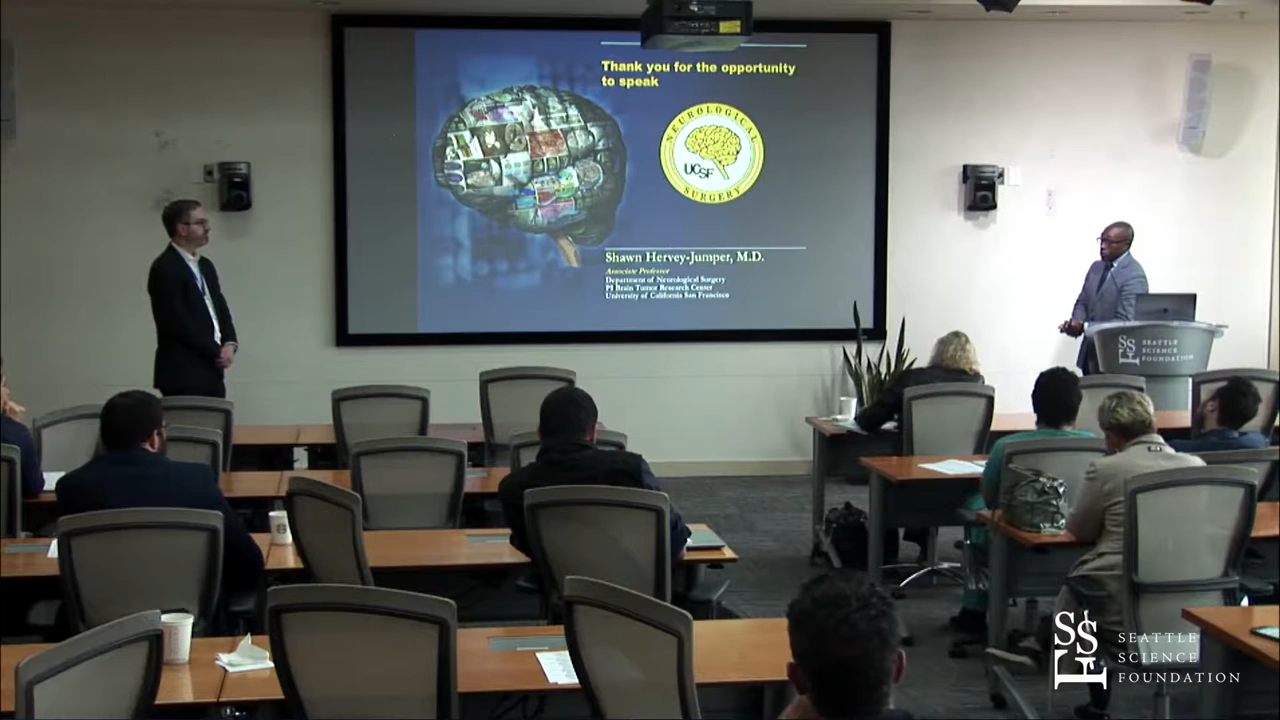 Thank you for the opportunity
to speak
NEUROLOGICAL
UCSF
SURGERY
Shawn Hervey-Jumper, M.D.
Associate Professor
Department of Neurological Surgery
PI Brain Tumor Research Center
University of California San Francisco
SSF
SEATTLE
SCIENCE
FOUNDATION
SSF
SEATTLE
SCIENCE
FOUNDATION